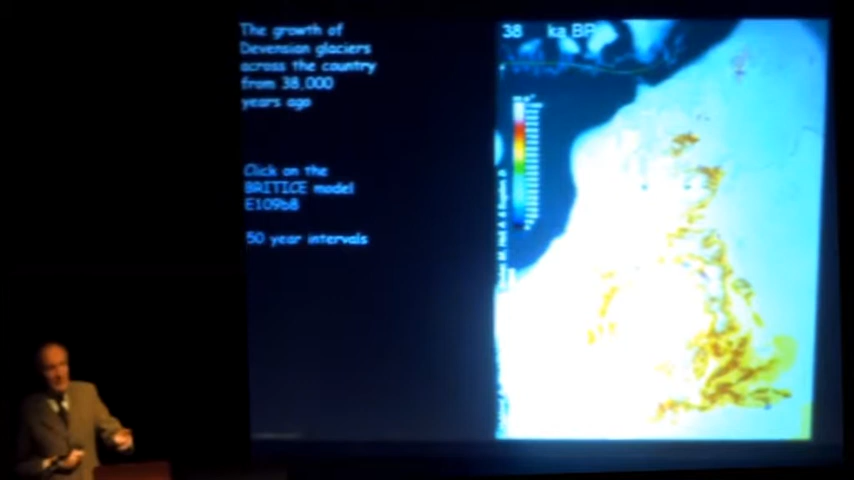 The growth of
Devensian glaciers
across the country
from 38,000
years ago
Click on the
BRITICE model
E109b8
50 year intervals
38 ka BP